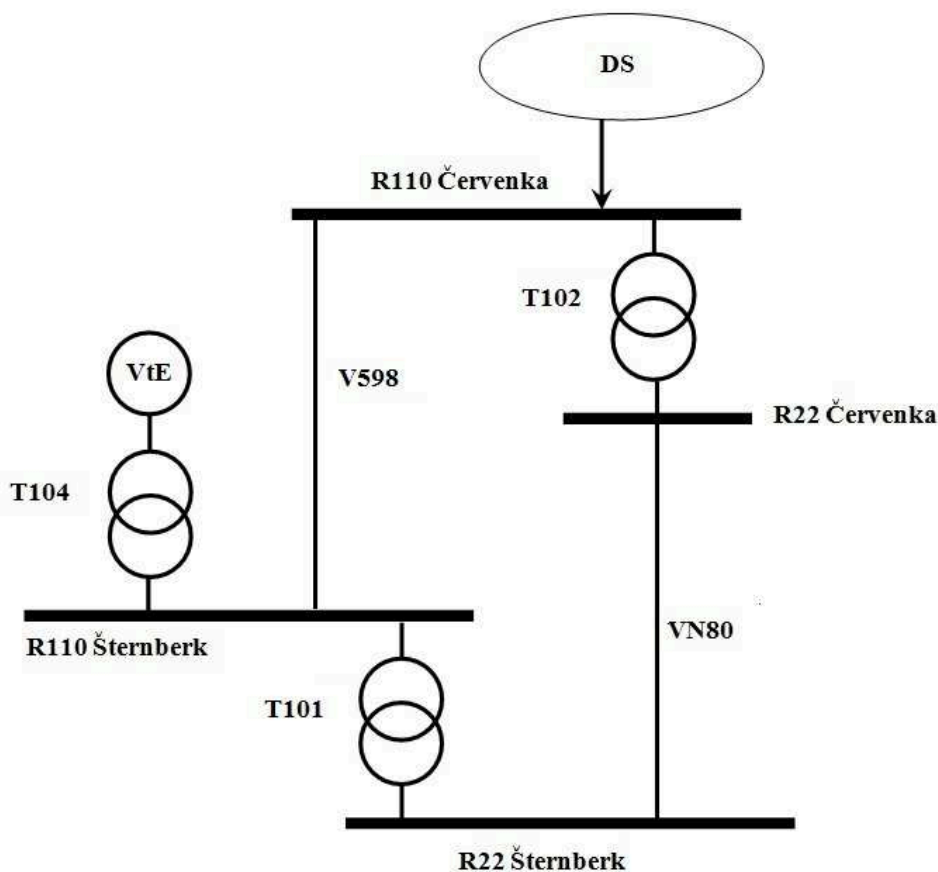 DS
R110 Červenka
T102
VtE
V598
R22 Červenka
T104
VN80
R110 Šternberk
T101
R22 Šternberk